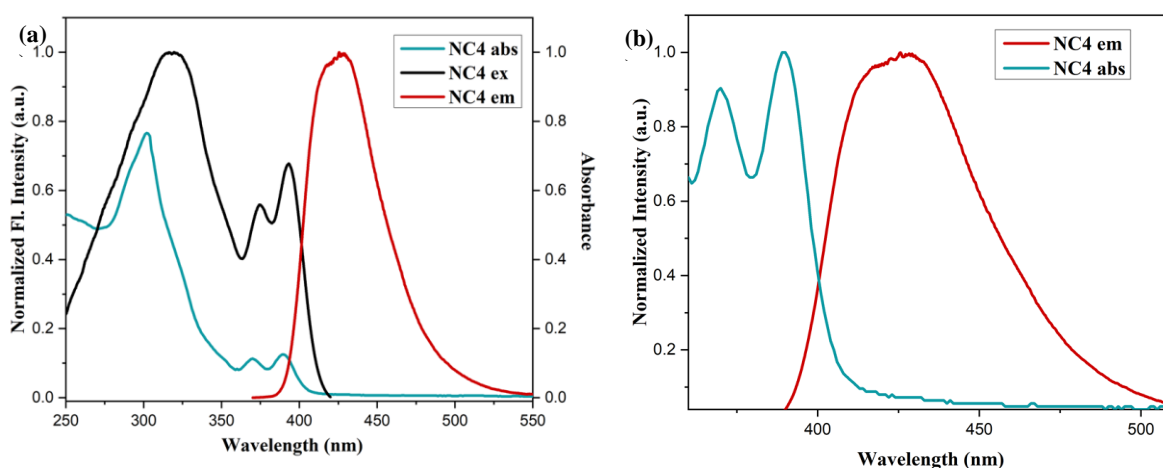 (a)
NC4 abs
NC4 ex
NC4 em
Normalized Fl. Intensity (a.u.)
1.0
0.8
0.6
0.4
0.2
0.0
1.0
0.8
0.6
0.4
0.2
0.0
Absorbance
250 300 350 400 450 500 550
Wavelength (nm)
(b)
NC4 em
NC4 abs
Normalized Intensity (a.u.)
1.0
0.8
0.6
0.4
0.2
400 450 500
Wavelength (nm)